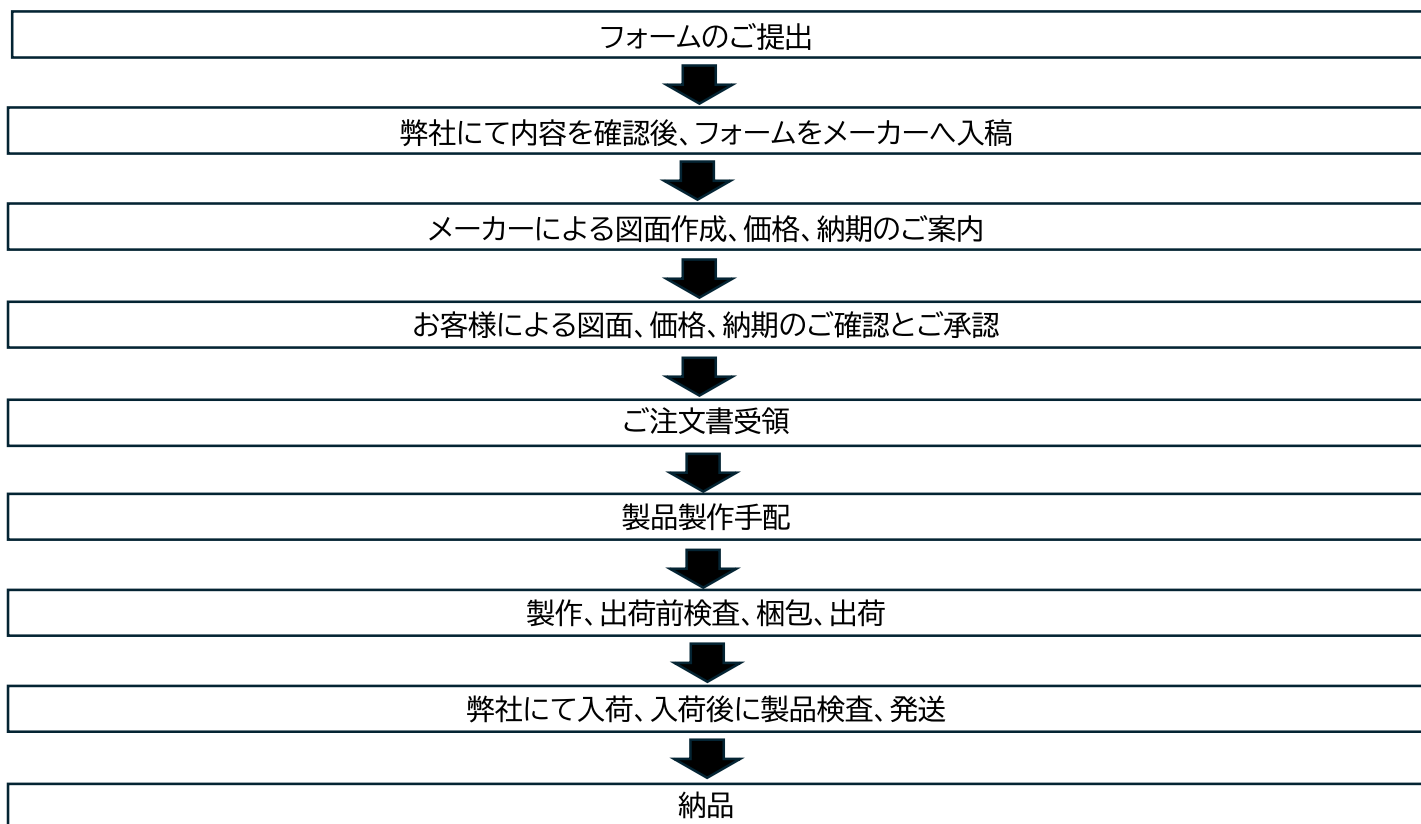 フォームのご提出
弊社にて内容を確認後、フォームをメーカーへ入稿
メーカーによる図面作成、価格、納期のご案内
お客様による図面、価格、納期のご確認とご承認
ご注文書受領
製品製作手配
製作、出荷前検査、梱包、出荷
弊社にて入荷、入荷後に製品検査、発送
納品